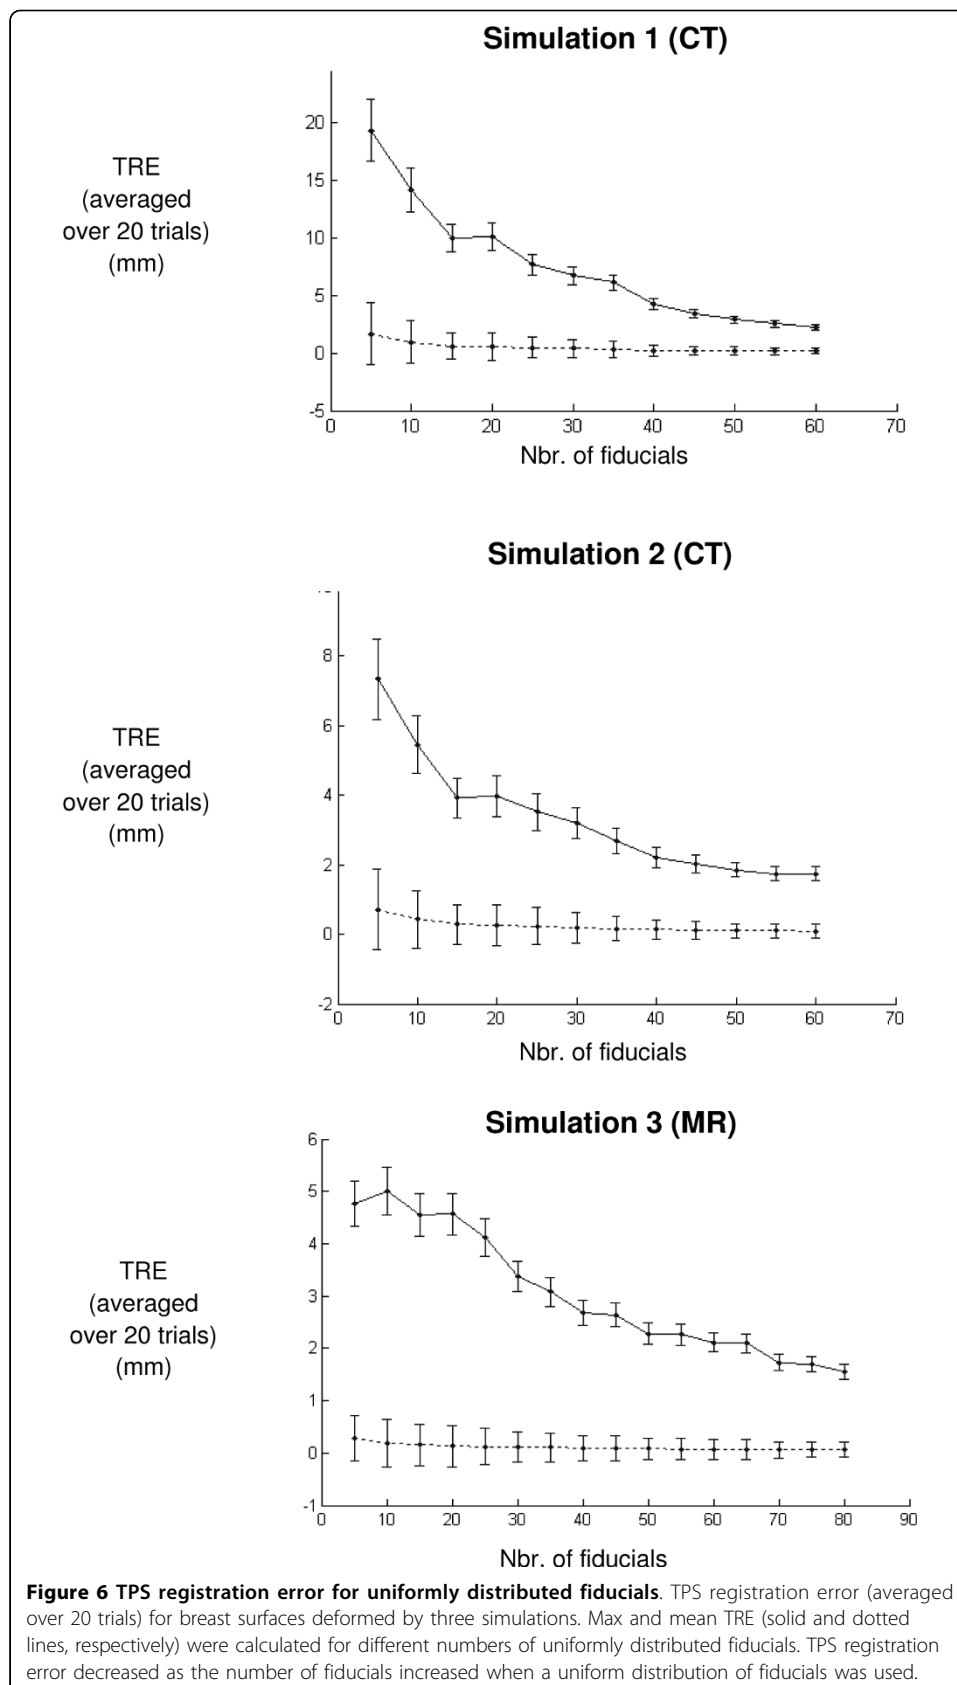 Simulation 1 (CT)
TRE
(averaged
over 20 trials)
(mm)
20
15
10
5
0
-5
0 10 20 30 40 50 60 70
Nbr. of fiducials
Simulation 2 (CT)
TRE
(averaged
over 20 trials)
(mm)
8
6
4
2
0
-2
0 10 20 30 40 50 60 70
Nbr. of fiducials
Simulation 3 (MR)
TRE
(averaged
over 20 trials)
(mm)
6
5
4
3
2
1
0
-1
0 10 20 30 40 50 60 70 80 90
Nbr. of fiducials
Figure 6 TPS registration error for uniformly distributed fiducials. TPS registration error (averaged
over 20 trials) for breast surfaces deformed by three simulations. Max and mean TRE (solid and dotted
lines, respectively) were calculated for different numbers of uniformly distributed fiducials. TPS registration
error decreased as the number of fiducials increased when a uniform distribution of fiducials was used.